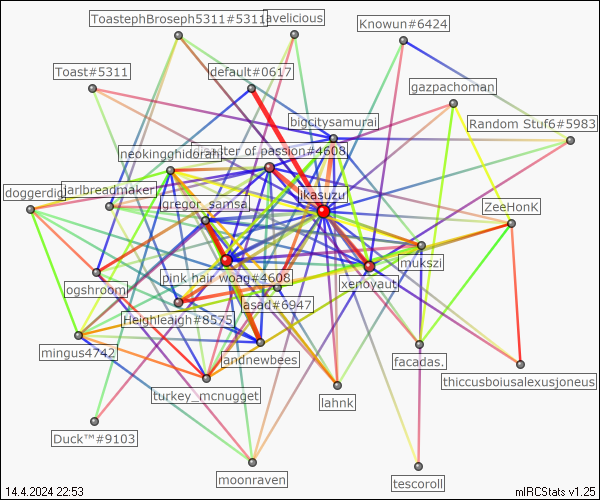 ToastephBroseph5311#5311
avelicious
Knowun#6424
Toast#5311
default#0617
gazpachoman
bigcitysamurai
Random Stuf6#5983
neokingghidorah
disaster of passion#4608
doggerdig
jarlbreadmaker
ikasuzu
gregor_samsa
ZeeHonK
mukszi
pink hair woag#4608
xenoyaut
ogshroom
asad#6947
Heighleaigh#8575
mingus4742
andnewbees
facadas.
thiccusboiusalexusjoneus
turkey_mcnugget
lahnk
Duck™#9103
moonraven
tescoroll
14.4.2024 22:53
mIRCStats v1.25